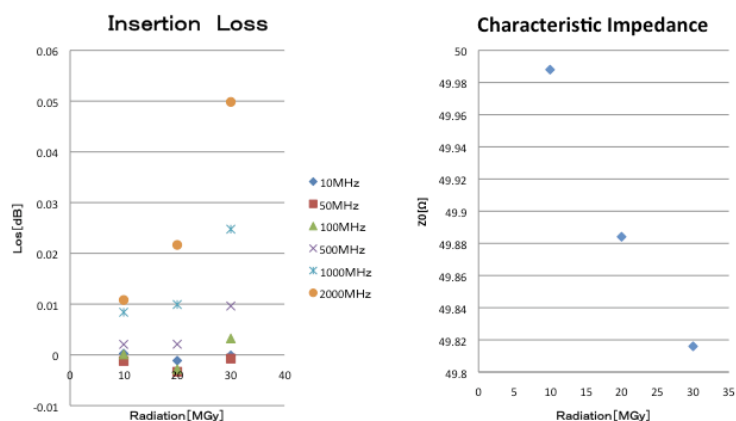 Insertion Loss
0.06
0.05
0.04
0.03
0.02
0.01
0
-0.01
Los[dB]
0 10 20 30 40
Radiation[MGy]
10MHz
50MHz
100MHz
500MHz
1000MHz
2000MHz
Characteristic Impedance
50
49.98
49.96
49.94
49.92
49.9
49.88
49.86
49.84
49.82
49.8
Z0[Ω]
0 5 10 15 20 25 30 35
Radiation[MGy]